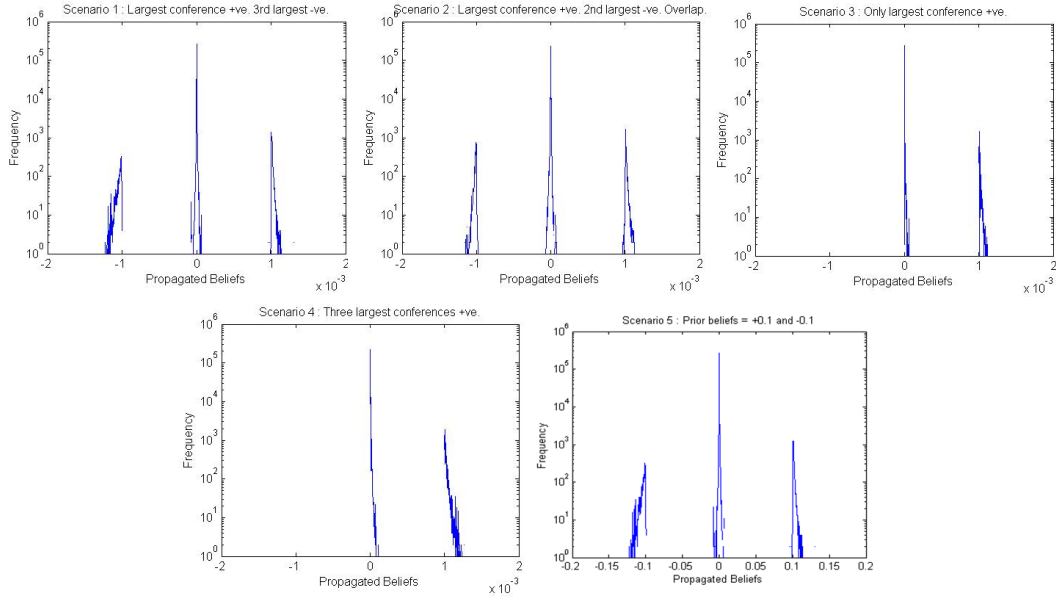 Scenario 1 : Largest conference +ve. 3rd largest -ve.
10^6
10^5
10^4
10^3
10^2
10^1
10^0
Frequency
-2 -1 0 1 2
Propagated Beliefs
x 10^-3
Scenario 2 : Largest conference +ve. 2nd largest -ve. Overlap.
10^6
10^5
10^4
10^3
10^2
10^1
10^0
Frequency
-2 -1 0 1 2
Propagated Beliefs
x 10^-3
Scenario 3 : Only largest conference +ve.
10^6
10^5
10^4
10^3
10^2
10^1
10^0
Frequency
-2 -1 0 1 2
Propagated Beliefs
x 10^-3
Scenario 4 : Three largest conferences +ve.
10^6
10^5
10^4
10^3
10^2
10^1
10^0
Frequency
-2 -1 0 1 2
Propagated Beliefs
x 10^-3
Scenario 5 : Prior beliefs = +0.1 and -0.1
10^6
10^5
10^4
10^3
10^2
10^1
10^0
Frequency
-0.2 -0.15 -0.1 -0.05 0 0.05 0.1 0.15 0.2
Propagated Beliefs